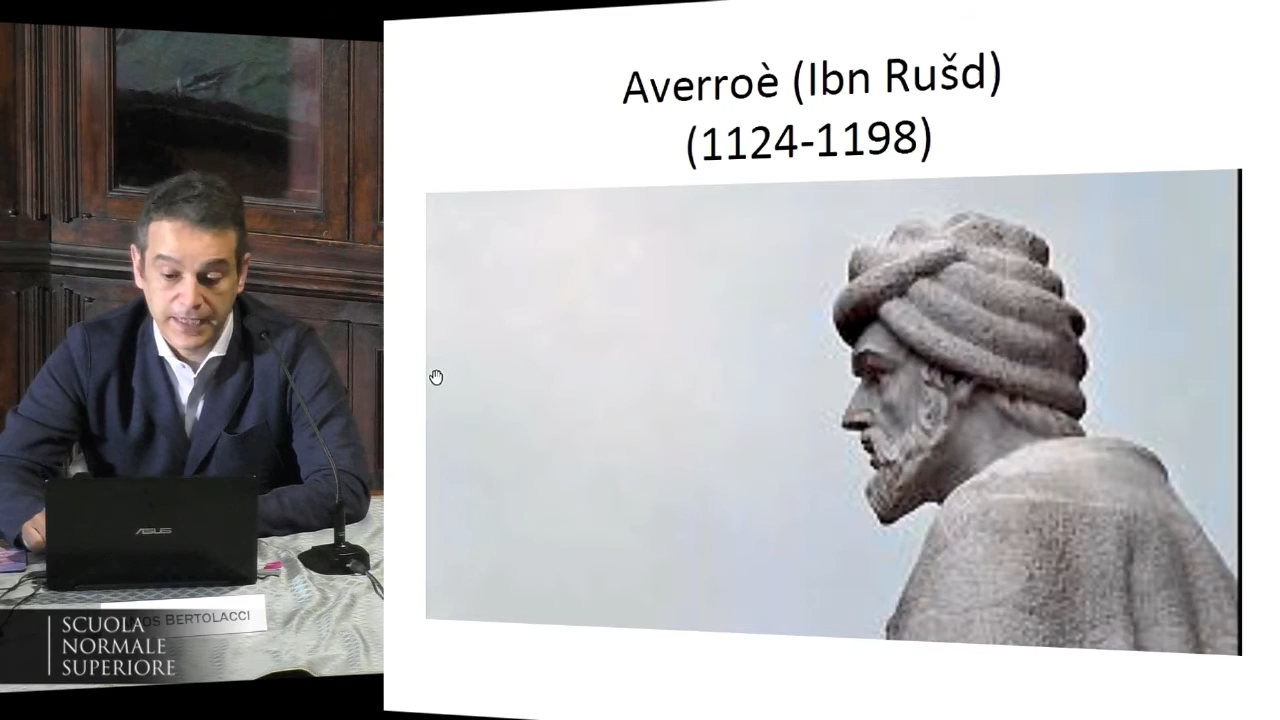 Averroè (Ibn Rušd)
(1124-1198)
ASUS
BERTOLACCI
SCUOLA
NORMALE
SUPERIORE